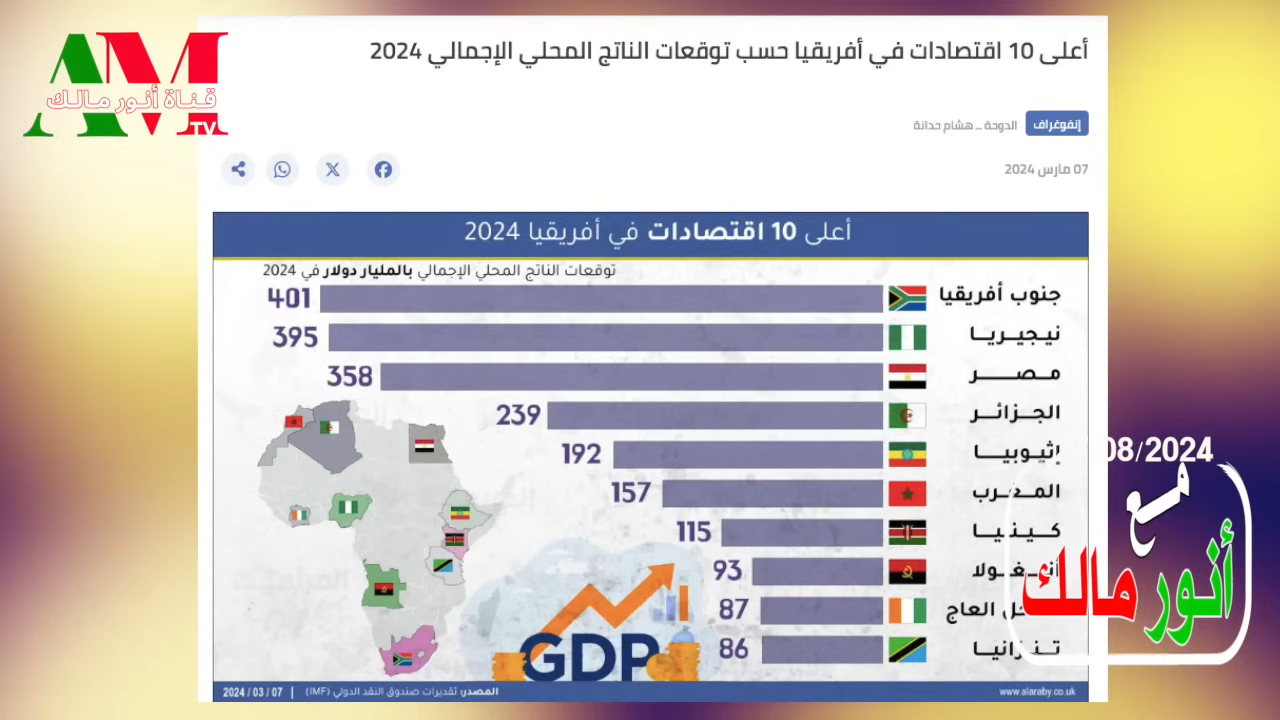 أعلى 10 اقتصادات في أفريقيا حسب توقعات الناتج المحلي الإجمالي 2024
AM
قناة أنور مالك
TV
إنفوغراف
الدوحة ــ هشام حدانة
07 مارس 2024
أعلى 10 اقتصادات في أفريقيا 2024
توقعات الناتج المحلي الإجمالي بالمليار دولار في 2024
جنوب أفريقيا 401
نيجيريا 395
مصر 358
الجزائر 239
إثيوبيا 192
المغرب 157
كينيا 115
93
العاج 87
تنزانيا 86
08/2024
مع
أنور مالك
GDP
المصدر: تقديرات صندوق النقد الدولي (IMF) | 2024 / 03 / 07
www.alaraby.co.uk